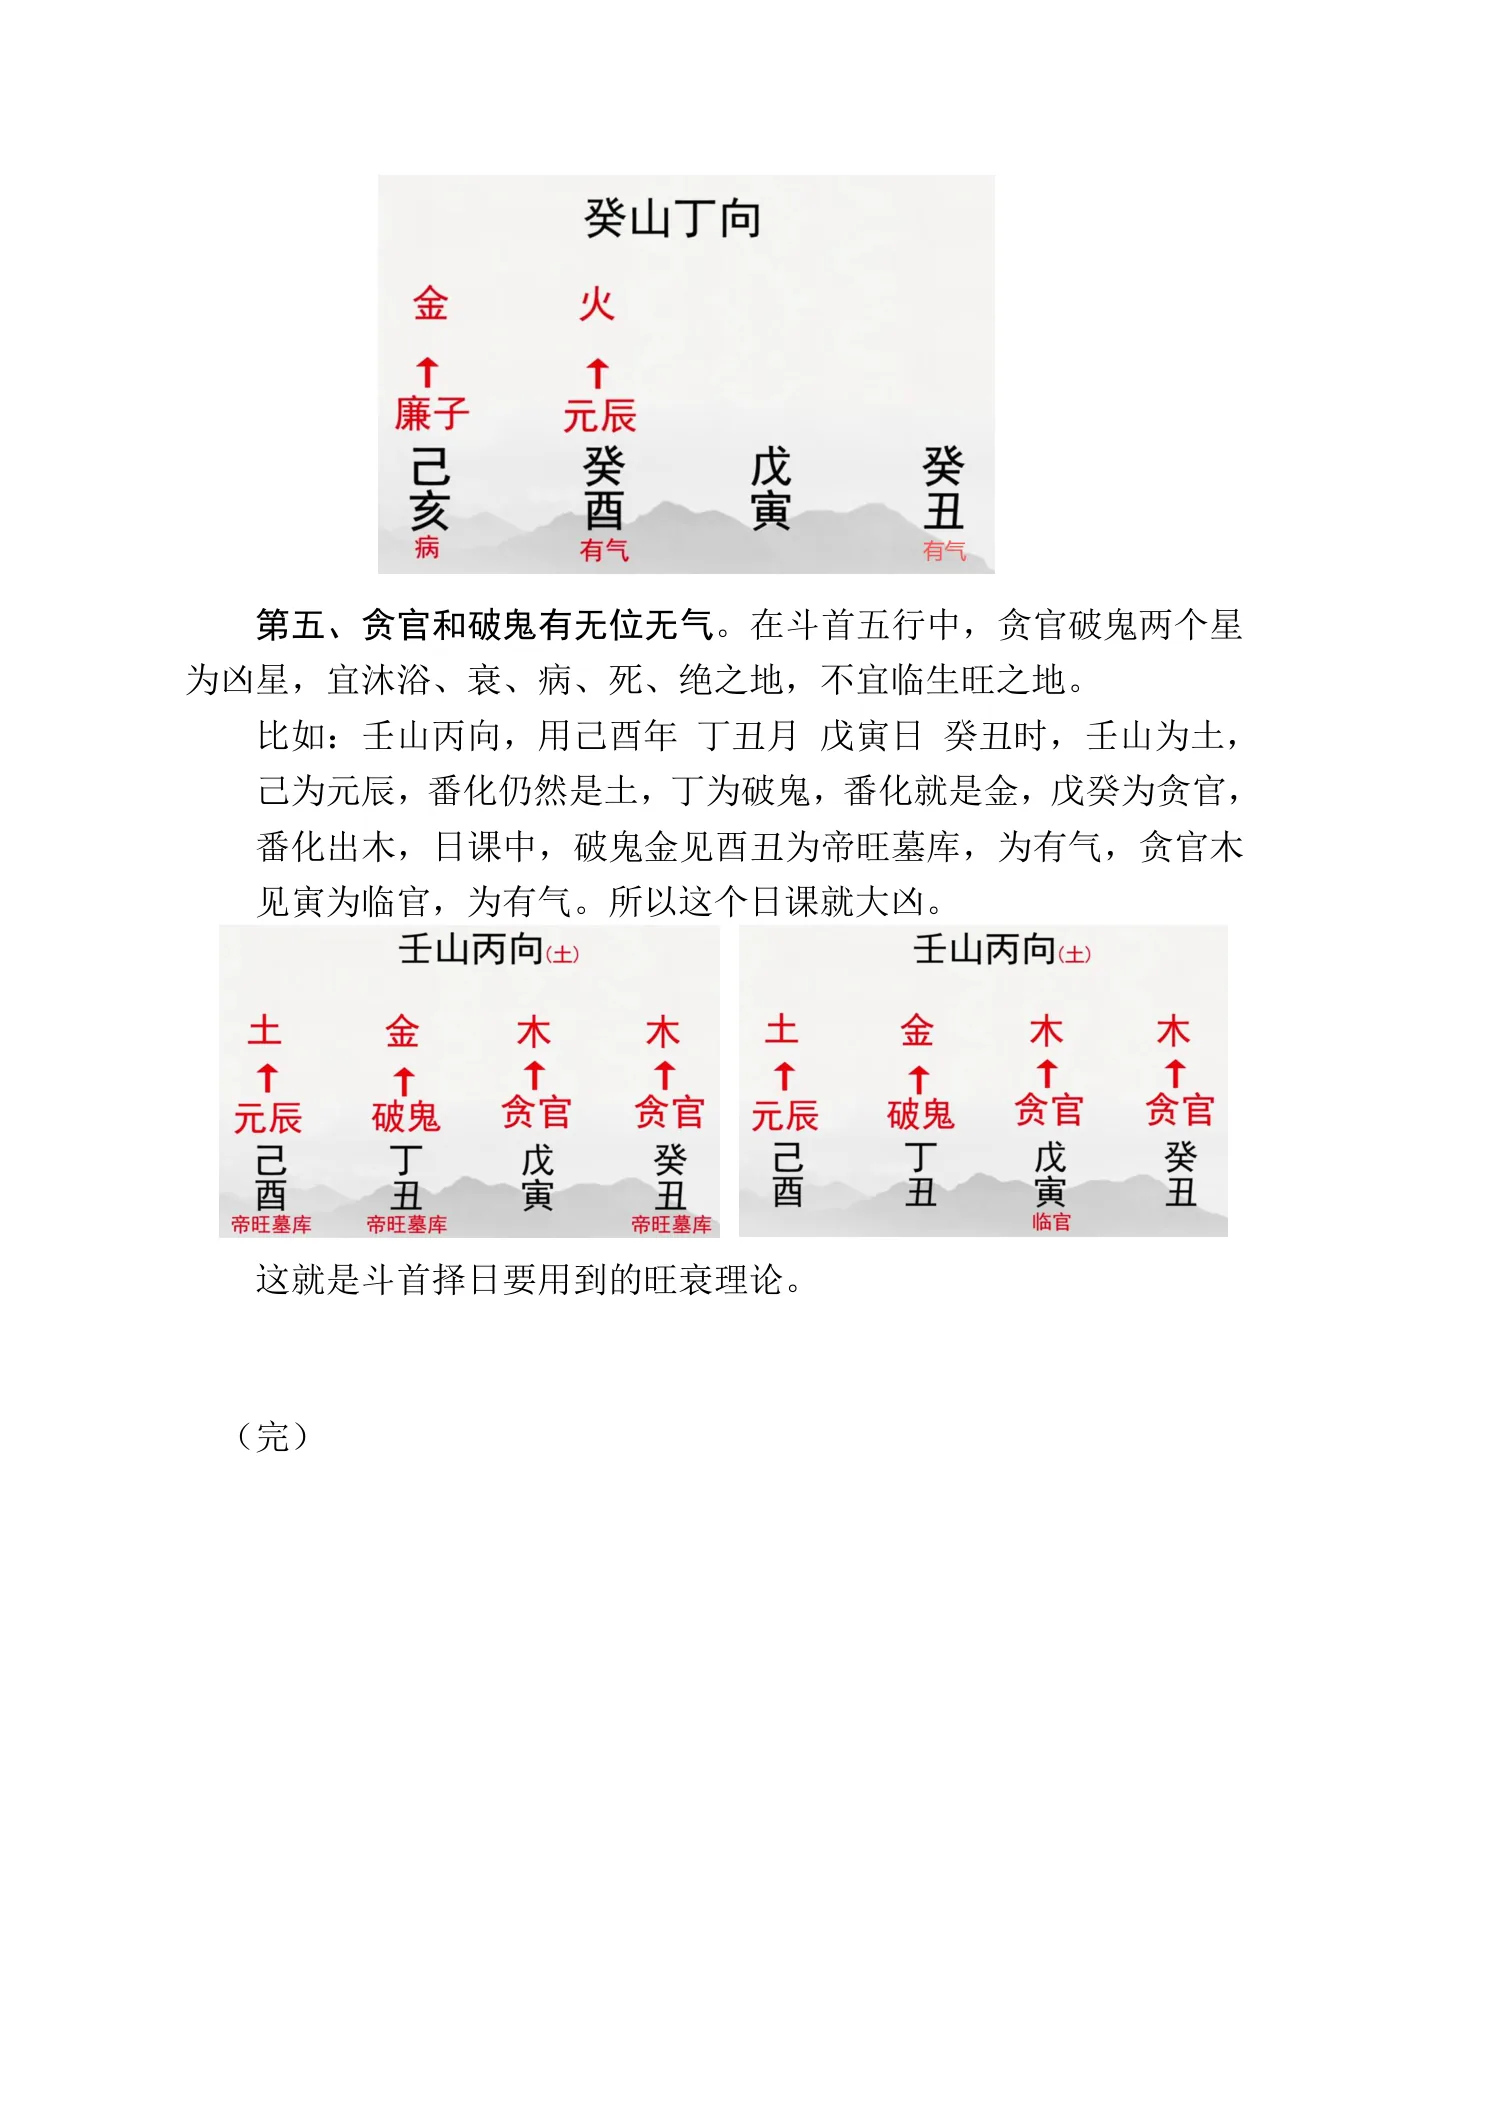 癸山丁向
金 火
↑ ↑
廉子 元辰
己 癸 戊 癸
亥 酉 寅 丑
病 有气 有气
第五、贪官和破鬼有无位无气。在斗首五行中，贪官破鬼两个星
为凶星，宜沐浴、衰、病、死、绝之地，不宜临生旺之地。
比如：壬山丙向，用己酉年 丁丑月 戊寅日 癸丑时，壬山为土，
己为元辰，番化仍然是土，丁为破鬼，番化就是金，戊癸为贪官，
番化出木，日课中，破鬼金见酉丑为帝旺墓库，为有气，贪官木
见寅为临官，为有气。所以这个日课就大凶。
壬山丙向(土)
土 金 木 木
↑ ↑ ↑ ↑
元辰 破鬼 贪官 贪官
己 丁 戊 癸
酉 丑 寅 丑
帝旺墓库 帝旺墓库 帝旺墓库
壬山丙向(土)
土 金 木 木
↑ ↑ ↑ ↑
元辰 破鬼 贪官 贪官
己 丁 戊 癸
酉 丑 寅 丑
临官
这就是斗首择日要用到的旺衰理论。
（完）